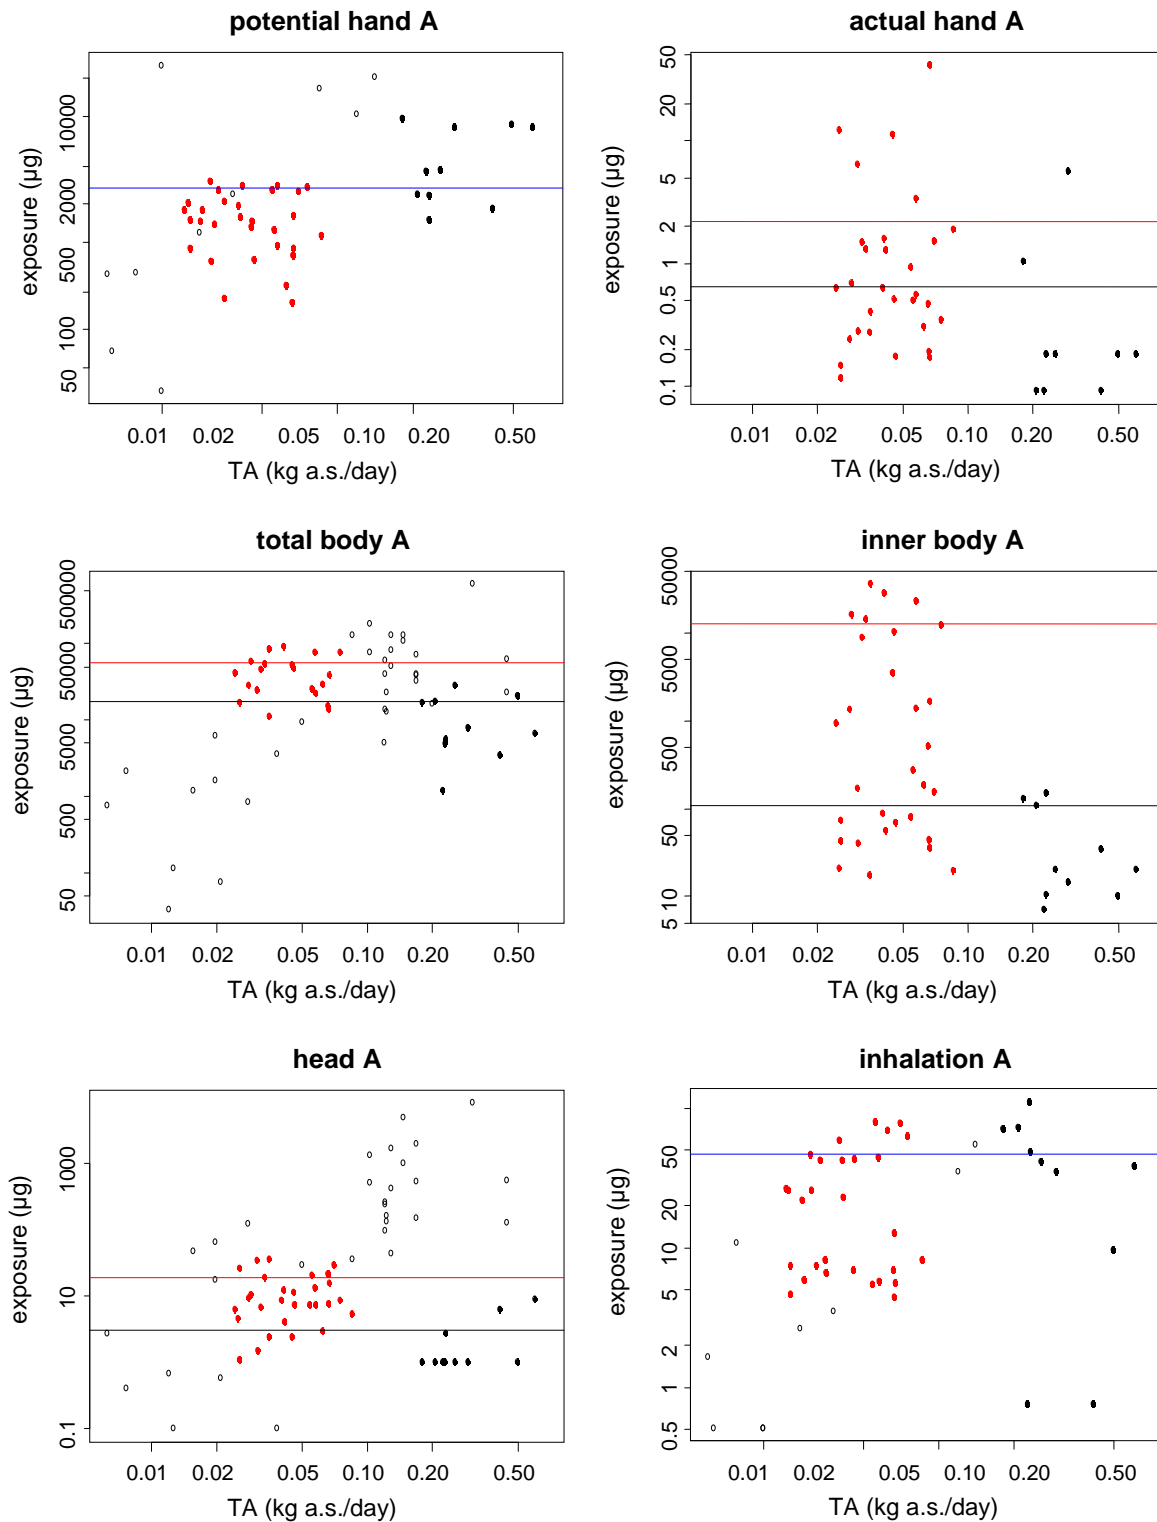 potential hand A
exposure (µg)
10000
2000
500
100
50
0.01 0.02 0.05 0.10 0.20 0.50
TA (kg a.s./day)
actual hand A
exposure (µg)
50
20
5
2
1
0.5
0.2
0.1
0.01 0.02 0.05 0.10 0.20 0.50
TA (kg a.s./day)
total body A
exposure (µg)
500000
50000
5000
500
50
0.01 0.02 0.05 0.10 0.20 0.50
TA (kg a.s./day)
inner body A
exposure (µg)
50000
5000
500
50
10
5
0.01 0.02 0.05 0.10 0.20 0.50
TA (kg a.s./day)
head A
exposure (µg)
1000
10
0.1
0.01 0.02 0.05 0.10 0.20 0.50
TA (kg a.s./day)
inhalation A
exposure (µg)
50
10
5
2
1
0.5
0.01 0.02 0.05 0.10 0.20 0.50
TA (kg a.s./day)